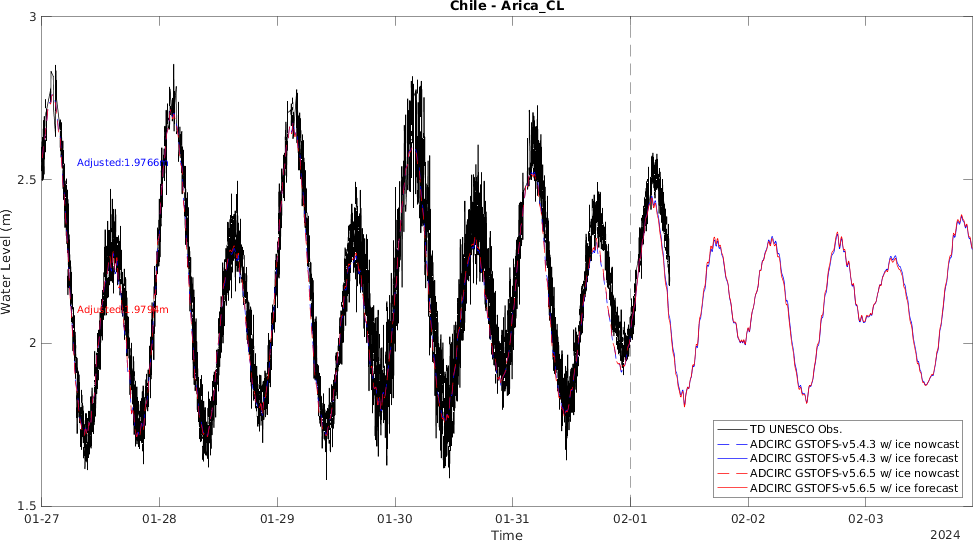 Chile - Arica_CL
3
2.5
2
1.5
Water Level (m)
Adjusted:1.9766m
Adjusted:1.9794m
TD UNESCO Obs.
ADCIRC GSTOFS-v5.4.3 w/ ice nowcast
ADCIRC GSTOFS-v5.4.3 w/ ice forecast
ADCIRC GSTOFS-v5.6.5 w/ ice nowcast
ADCIRC GSTOFS-v5.6.5 w/ ice forecast
01-27 01-28 01-29 01-30 01-31 02-01 02-02 02-03
Time
2024